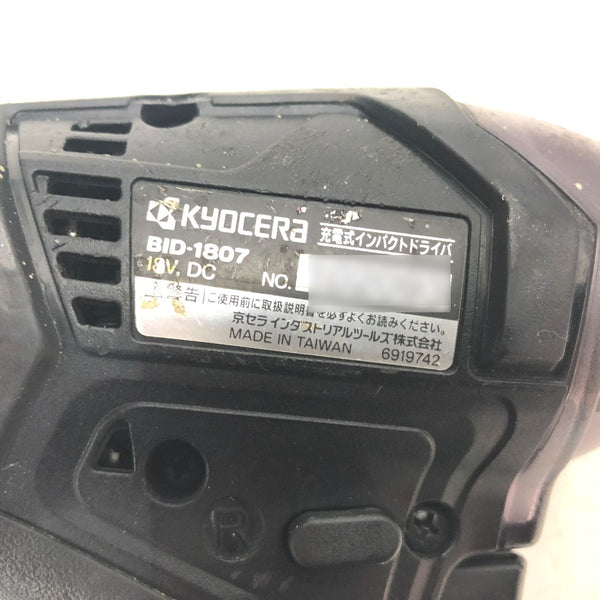 KYOCERA 充電式インパクトドライバ
BID-1807
18V DC NO.
警告 ご使用前に取扱説明書を必ずよくお読みください。
京セラインダストリアルツールズ株式会社
MADE IN TAIWAN 6919742
R